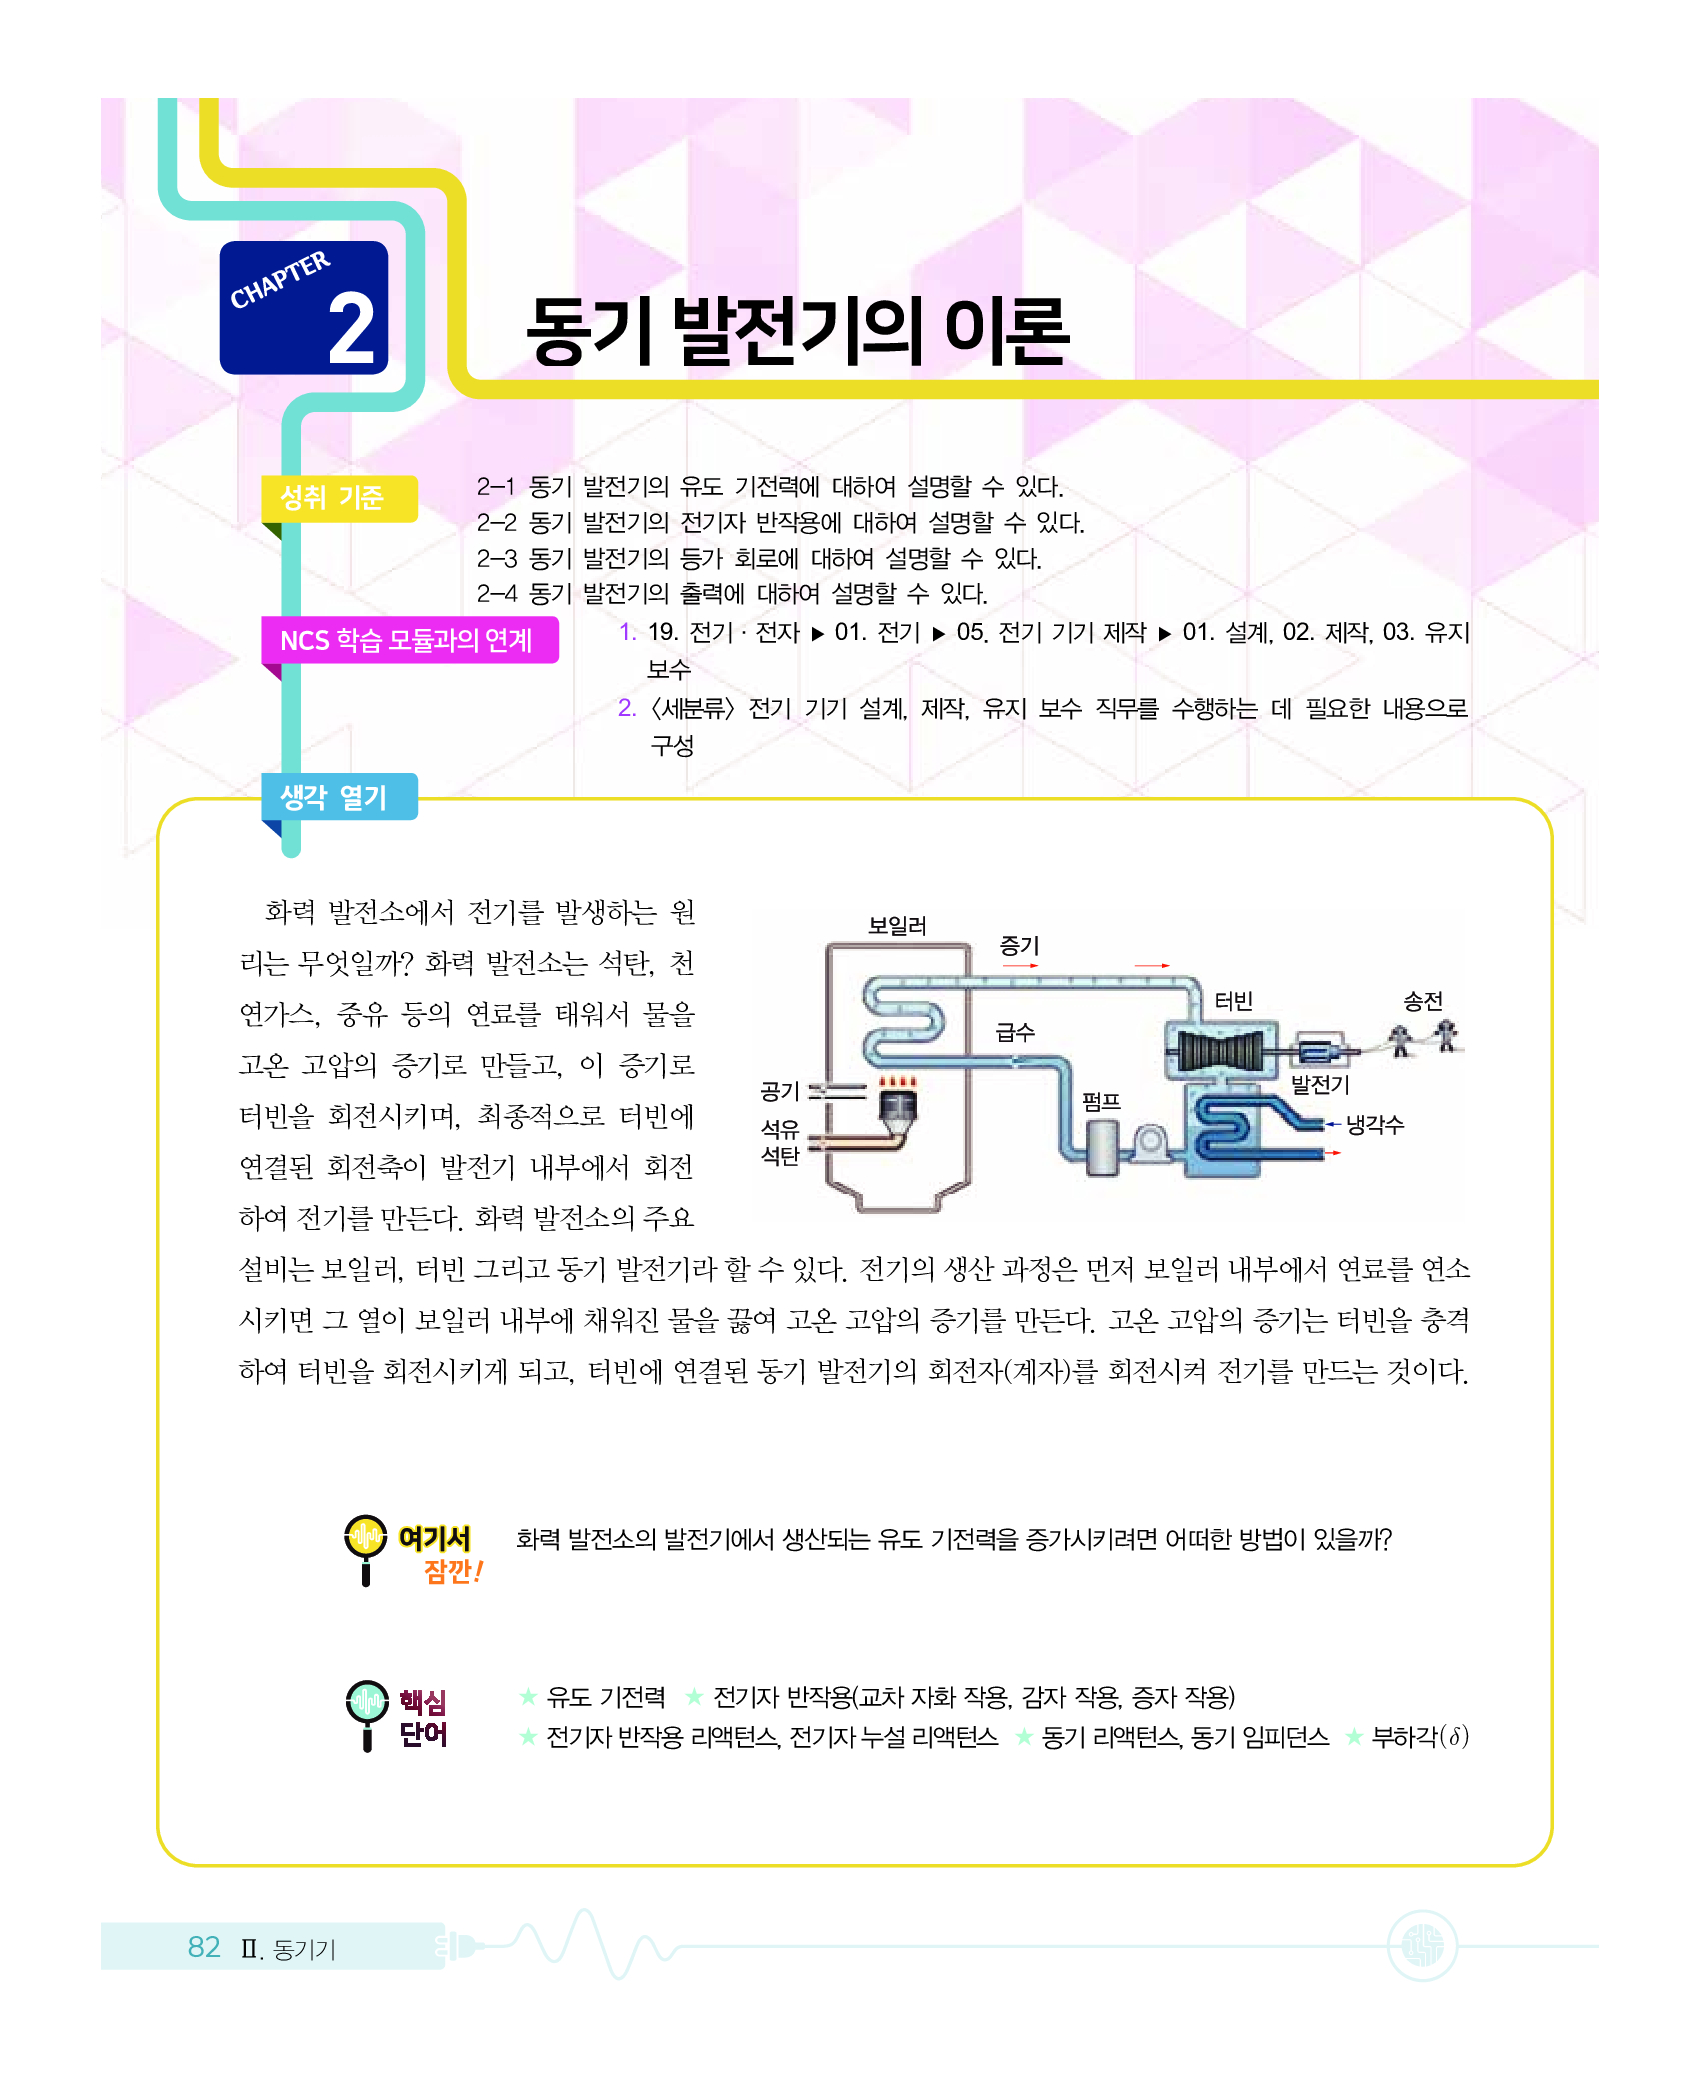 CHAPTER
2
동기 발전기의 이론
성취 기준
2-1 동기 발전기의 유도 기전력에 대하여 설명할 수 있다.
2-2 동기 발전기의 전기자 반작용에 대하여 설명할 수 있다.
2-3 동기 발전기의 등가 회로에 대하여 설명할 수 있다.
2-4 동기 발전기의 출력에 대하여 설명할 수 있다.
NCS 학습 모듈과의 연계
1. 19. 전기 · 전자 ▶ 01. 전기 ▶ 05. 전기 기기 제작 ▶ 01. 설계, 02. 제작, 03. 유지
보수
2. 〈세분류〉 전기 기기 설계, 제작, 유지 보수 직무를 수행하는 데 필요한 내용으로
구성
생각 열기
화력 발전소에서 전기를 발생하는 원
리는 무엇일까? 화력 발전소는 석탄, 천
연가스, 중유 등의 연료를 태워서 물을
고온 고압의 증기로 만들고, 이 증기로
터빈을 회전시키며, 최종적으로 터빈에
연결된 회전축이 발전기 내부에서 회전
하여 전기를 만든다. 화력 발전소의 주요
보일러
증기
터빈
송전
급수
발전기
공기
펌프
냉각수
석유
석탄
설비는 보일러, 터빈 그리고 동기 발전기라 할 수 있다. 전기의 생산 과정은 먼저 보일러 내부에서 연료를 연소
시키면 그 열이 보일러 내부에 채워진 물을 끓여 고온 고압의 증기를 만든다. 고온 고압의 증기는 터빈을 충격
하여 터빈을 회전시키게 되고, 터빈에 연결된 동기 발전기의 회전자(계자)를 회전시켜 전기를 만드는 것이다.
여기서
잠깐!
화력 발전소의 발전기에서 생산되는 유도 기전력을 증가시키려면 어떠한 방법이 있을까?
핵심
단어
★ 유도 기전력 ★ 전기자 반작용(교차 자화 작용, 감자 작용, 증자 작용)
★ 전기자 반작용 리액턴스, 전기자 누설 리액턴스 ★ 동기 리액턴스, 동기 임피던스 ★ 부하각(δ)
82 Ⅱ. 동기기